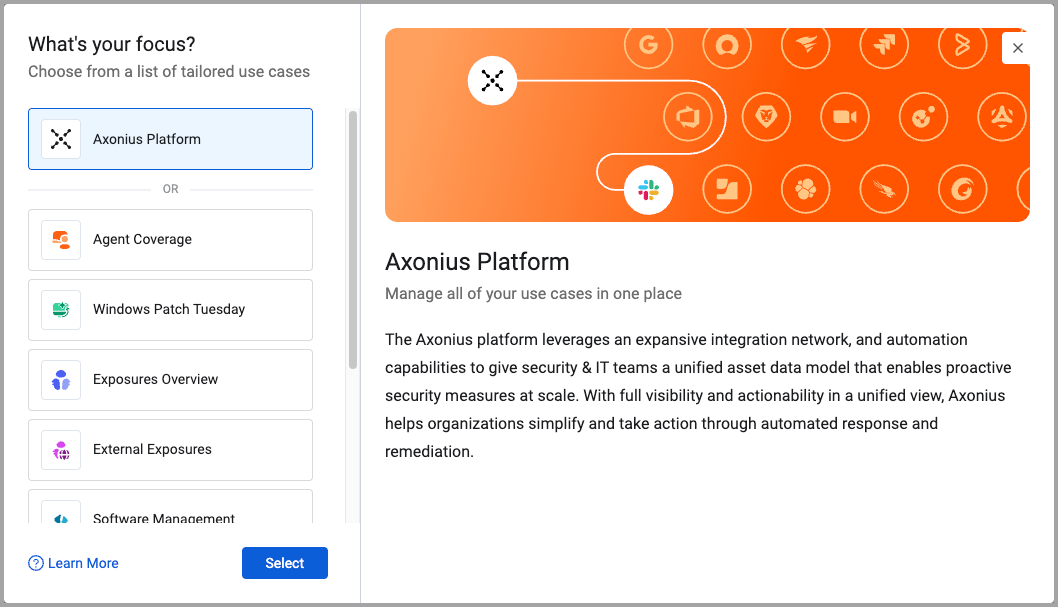 What's your focus?
Choose from a list of tailored use cases
Axonius Platform
OR
Agent Coverage
Windows Patch Tuesday
Exposures Overview
External Exposures
Software Management
? Learn More
Select
Axonius Platform
Manage all of your use cases in one place
The Axonius platform leverages an expansive integration network, and automation
capabilities to give security & IT teams a unified asset data model that enables proactive
security measures at scale. With full visibility and actionability in a unified view, Axonius
helps organizations simplify and take action through automated response and
remediation.